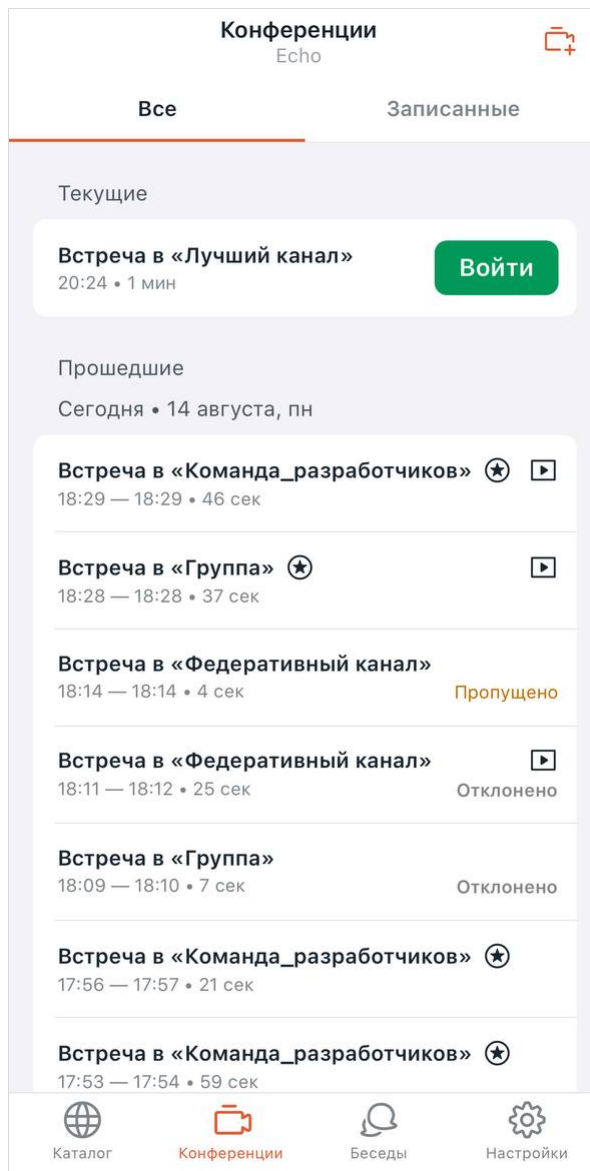 Конференции
Echo
Все
Записанные
Текущие
Встреча в «Лучший канал»
20:24 • 1 мин
Войти
Прошедшие
Сегодня • 14 августа, пн
Встреча в «Команда_разработчиков»
18:29 — 18:29 • 46 сек
Встреча в «Группа»
18:28 — 18:28 • 37 сек
Встреча в «Федеративный канал»
18:14 — 18:14 • 4 сек
Пропущено
Встреча в «Федеративный канал»
18:11 — 18:12 • 25 сек
Отклонено
Встреча в «Группа»
18:09 — 18:10 • 7 сек
Отклонено
Встреча в «Команда_разработчиков»
17:56 — 17:57 • 21 сек
Встреча в «Команда_разработчиков»
17:53 — 17:54 • 59 сек
Каталог
Конференции
Беседы
Настройки